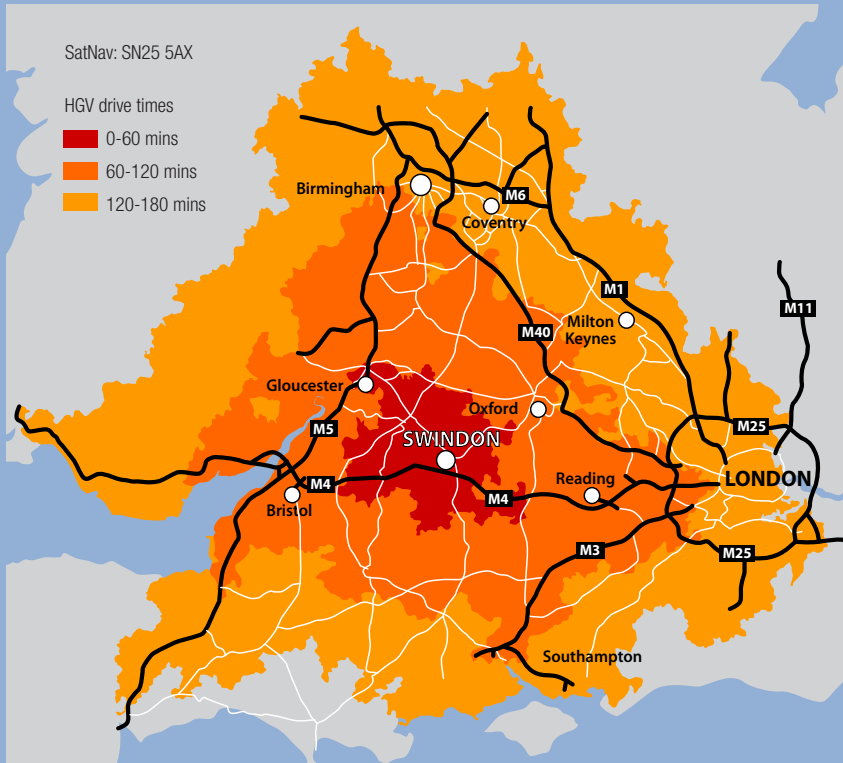 SatNav: SN25 5AX
HGV drive times
0-60 mins
60-120 mins
120-180 mins
Birmingham
M6
Coventry
M1
M11
M40
Milton
Keynes
Gloucester
Oxford
M5
M25
SWINDON
M4
Bristol
M4
Reading
LONDON
M3
M25
Southampton